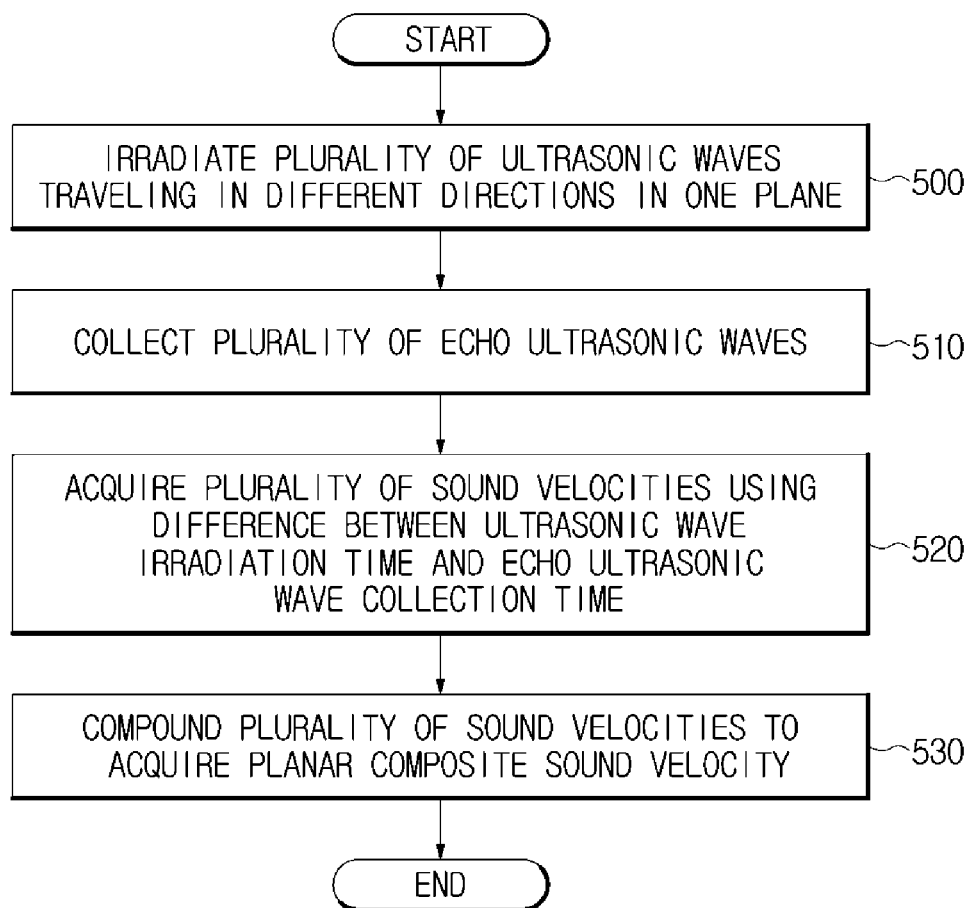 START
IRRADIATE PLURALITY OF ULTRASONIC WAVES
TRAVELING IN DIFFERENT DIRECTIONS IN ONE PLANE
500
COLLECT PLURALITY OF ECHO ULTRASONIC WAVES
510
ACQUIRE PLURALITY OF SOUND VELOCITIES USING
DIFFERENCE BETWEEN ULTRASONIC WAVE
IRRADIATION TIME AND ECHO ULTRASONIC
WAVE COLLECTION TIME
520
COMPOUND PLURALITY OF SOUND VELOCITIES TO
ACQUIRE PLANAR COMPOSITE SOUND VELOCITY
530
END